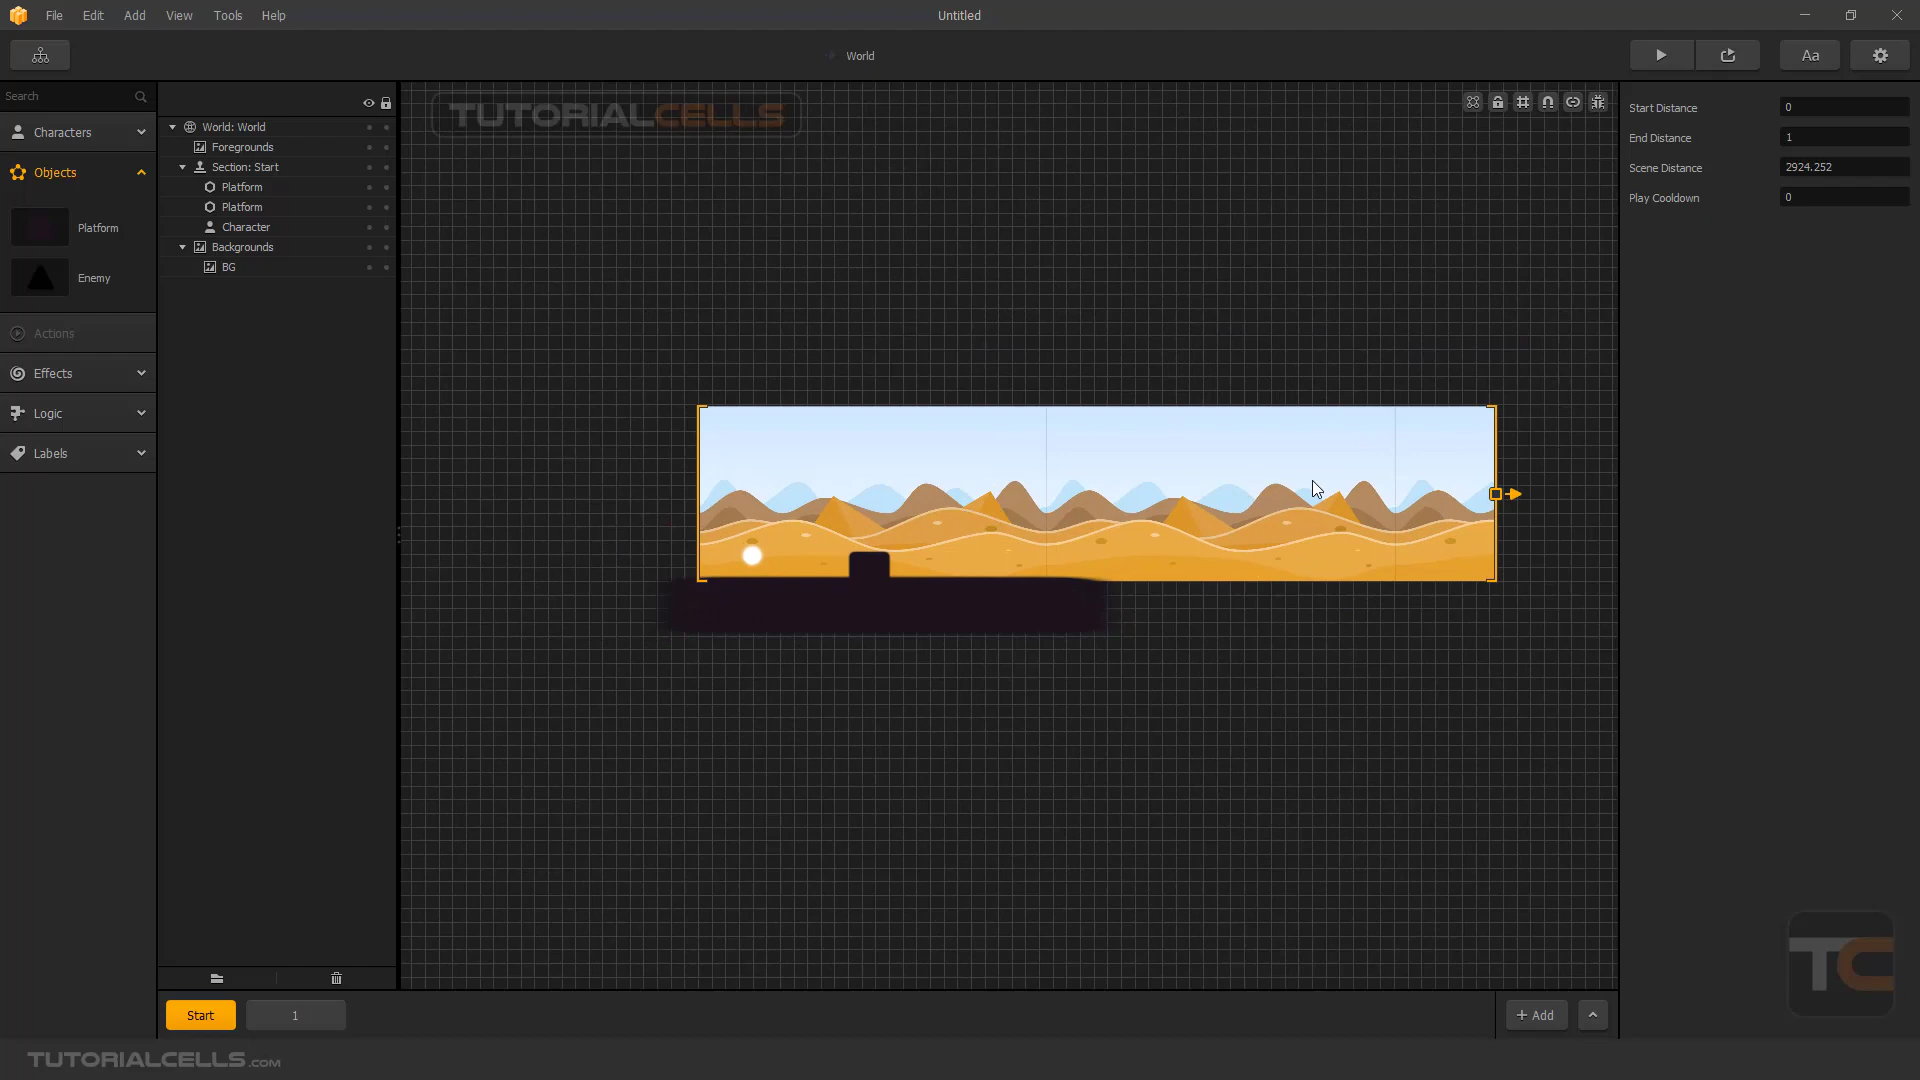 File Edit Add View Tools Help
Untitled
World
Aa
Search
Characters
Objects
Platform
Enemy
Actions
Effects
Logic
Labels
World: World
Foregrounds
Section: Start
Platform
Platform
Character
Backgrounds
BG
TUTORIALCELLS
Start Distance 0
End Distance 1
Scene Distance 2924.252
Play Cooldown 0
TC
Start
1
+ Add
TUTORIALCELLS.COM